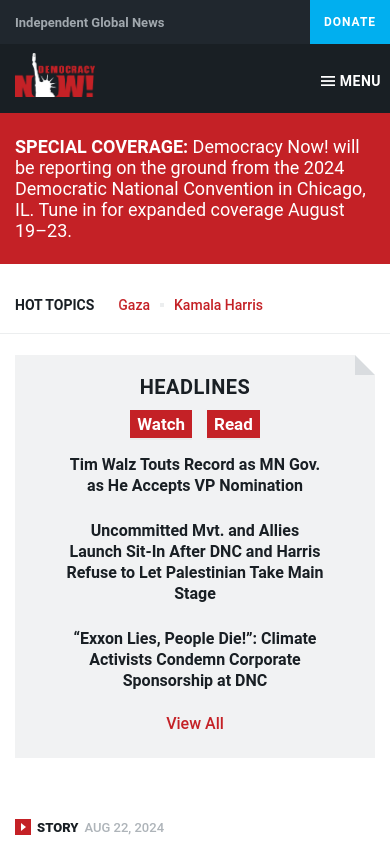 Independent Global News
DONATE
DEMOCRACY
NOW!
MENU
SPECIAL COVERAGE: Democracy Now! will
be reporting on the ground from the 2024
Democratic National Convention in Chicago,
IL. Tune in for expanded coverage August
19–23.
HOT TOPICS
Gaza
Kamala Harris
HEADLINES
Watch
Read
Tim Walz Touts Record as MN Gov.
as He Accepts VP Nomination
Uncommitted Mvt. and Allies
Launch Sit-In After DNC and Harris
Refuse to Let Palestinian Take Main
Stage
“Exxon Lies, People Die!”: Climate
Activists Condemn Corporate
Sponsorship at DNC
View All
STORY AUG 22, 2024